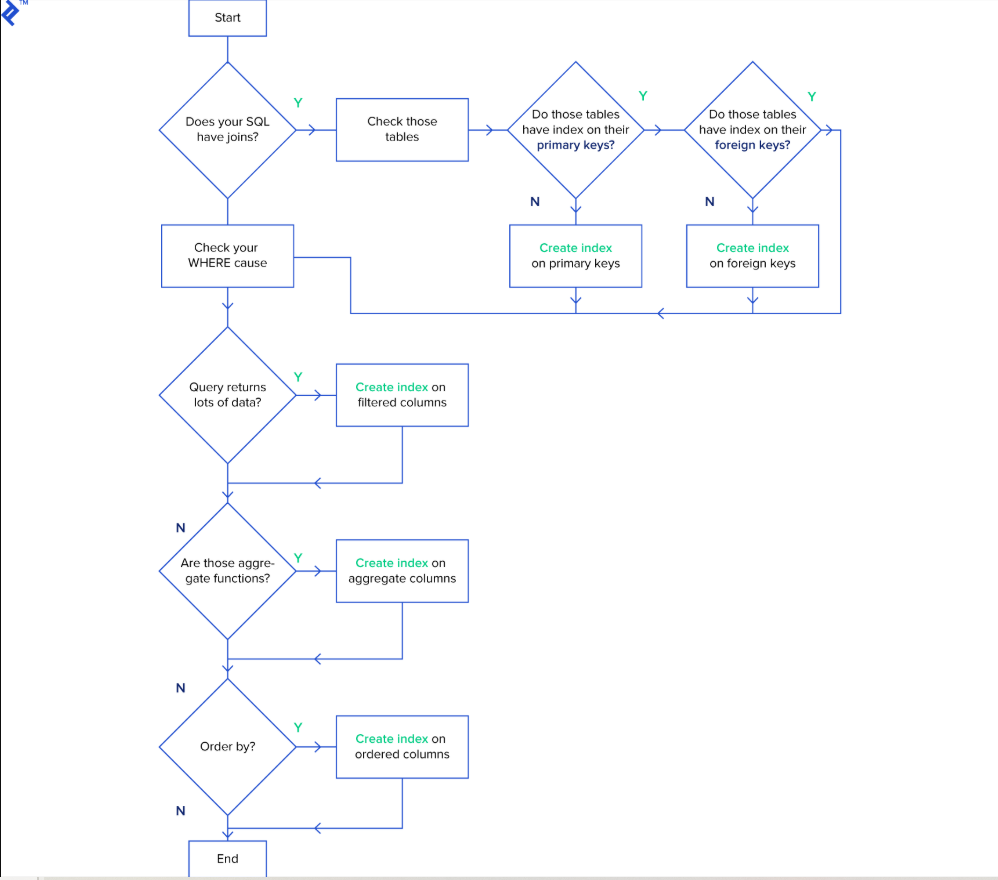 TM
Start
Does your SQL
have joins?
Y
Check those
tables
Do those tables
have index on their
primary keys?
Y
Do those tables
have index on their
foreign keys?
Y
N
Create index
on primary keys
N
Create index
on foreign keys
Check your
WHERE cause
Query returns
lots of data?
Y
Create index on
filtered columns
N
Are those aggre-
gate functions?
Y
Create index on
aggregate columns
N
Order by?
Y
Create index on
ordered columns
N
End